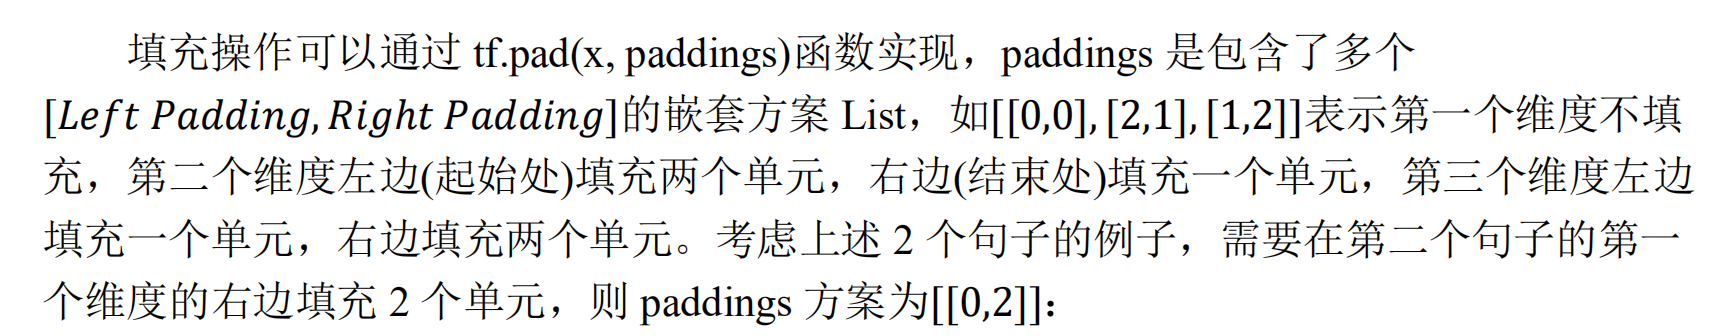 填充操作可以通过 tf.pad(x, paddings)函数实现，paddings 是包含了多个
[Left Padding, Right Padding]的嵌套方案 List，如[[0,0], [2,1], [1,2]]表示第一个维度不填
充，第二个维度左边(起始处)填充两个单元，右边(结束处)填充一个单元，第三个维度左边
填充一个单元，右边填充两个单元。考虑上述 2 个句子的例子，需要在第二个句子的第一
个维度的右边填充 2 个单元，则 paddings 方案为[[0,2]]：